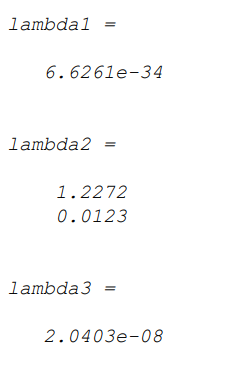 lambda1 =
6.6261e-34
lambda2 =
1.2272
0.0123
lambda3 =
2.0403e-08